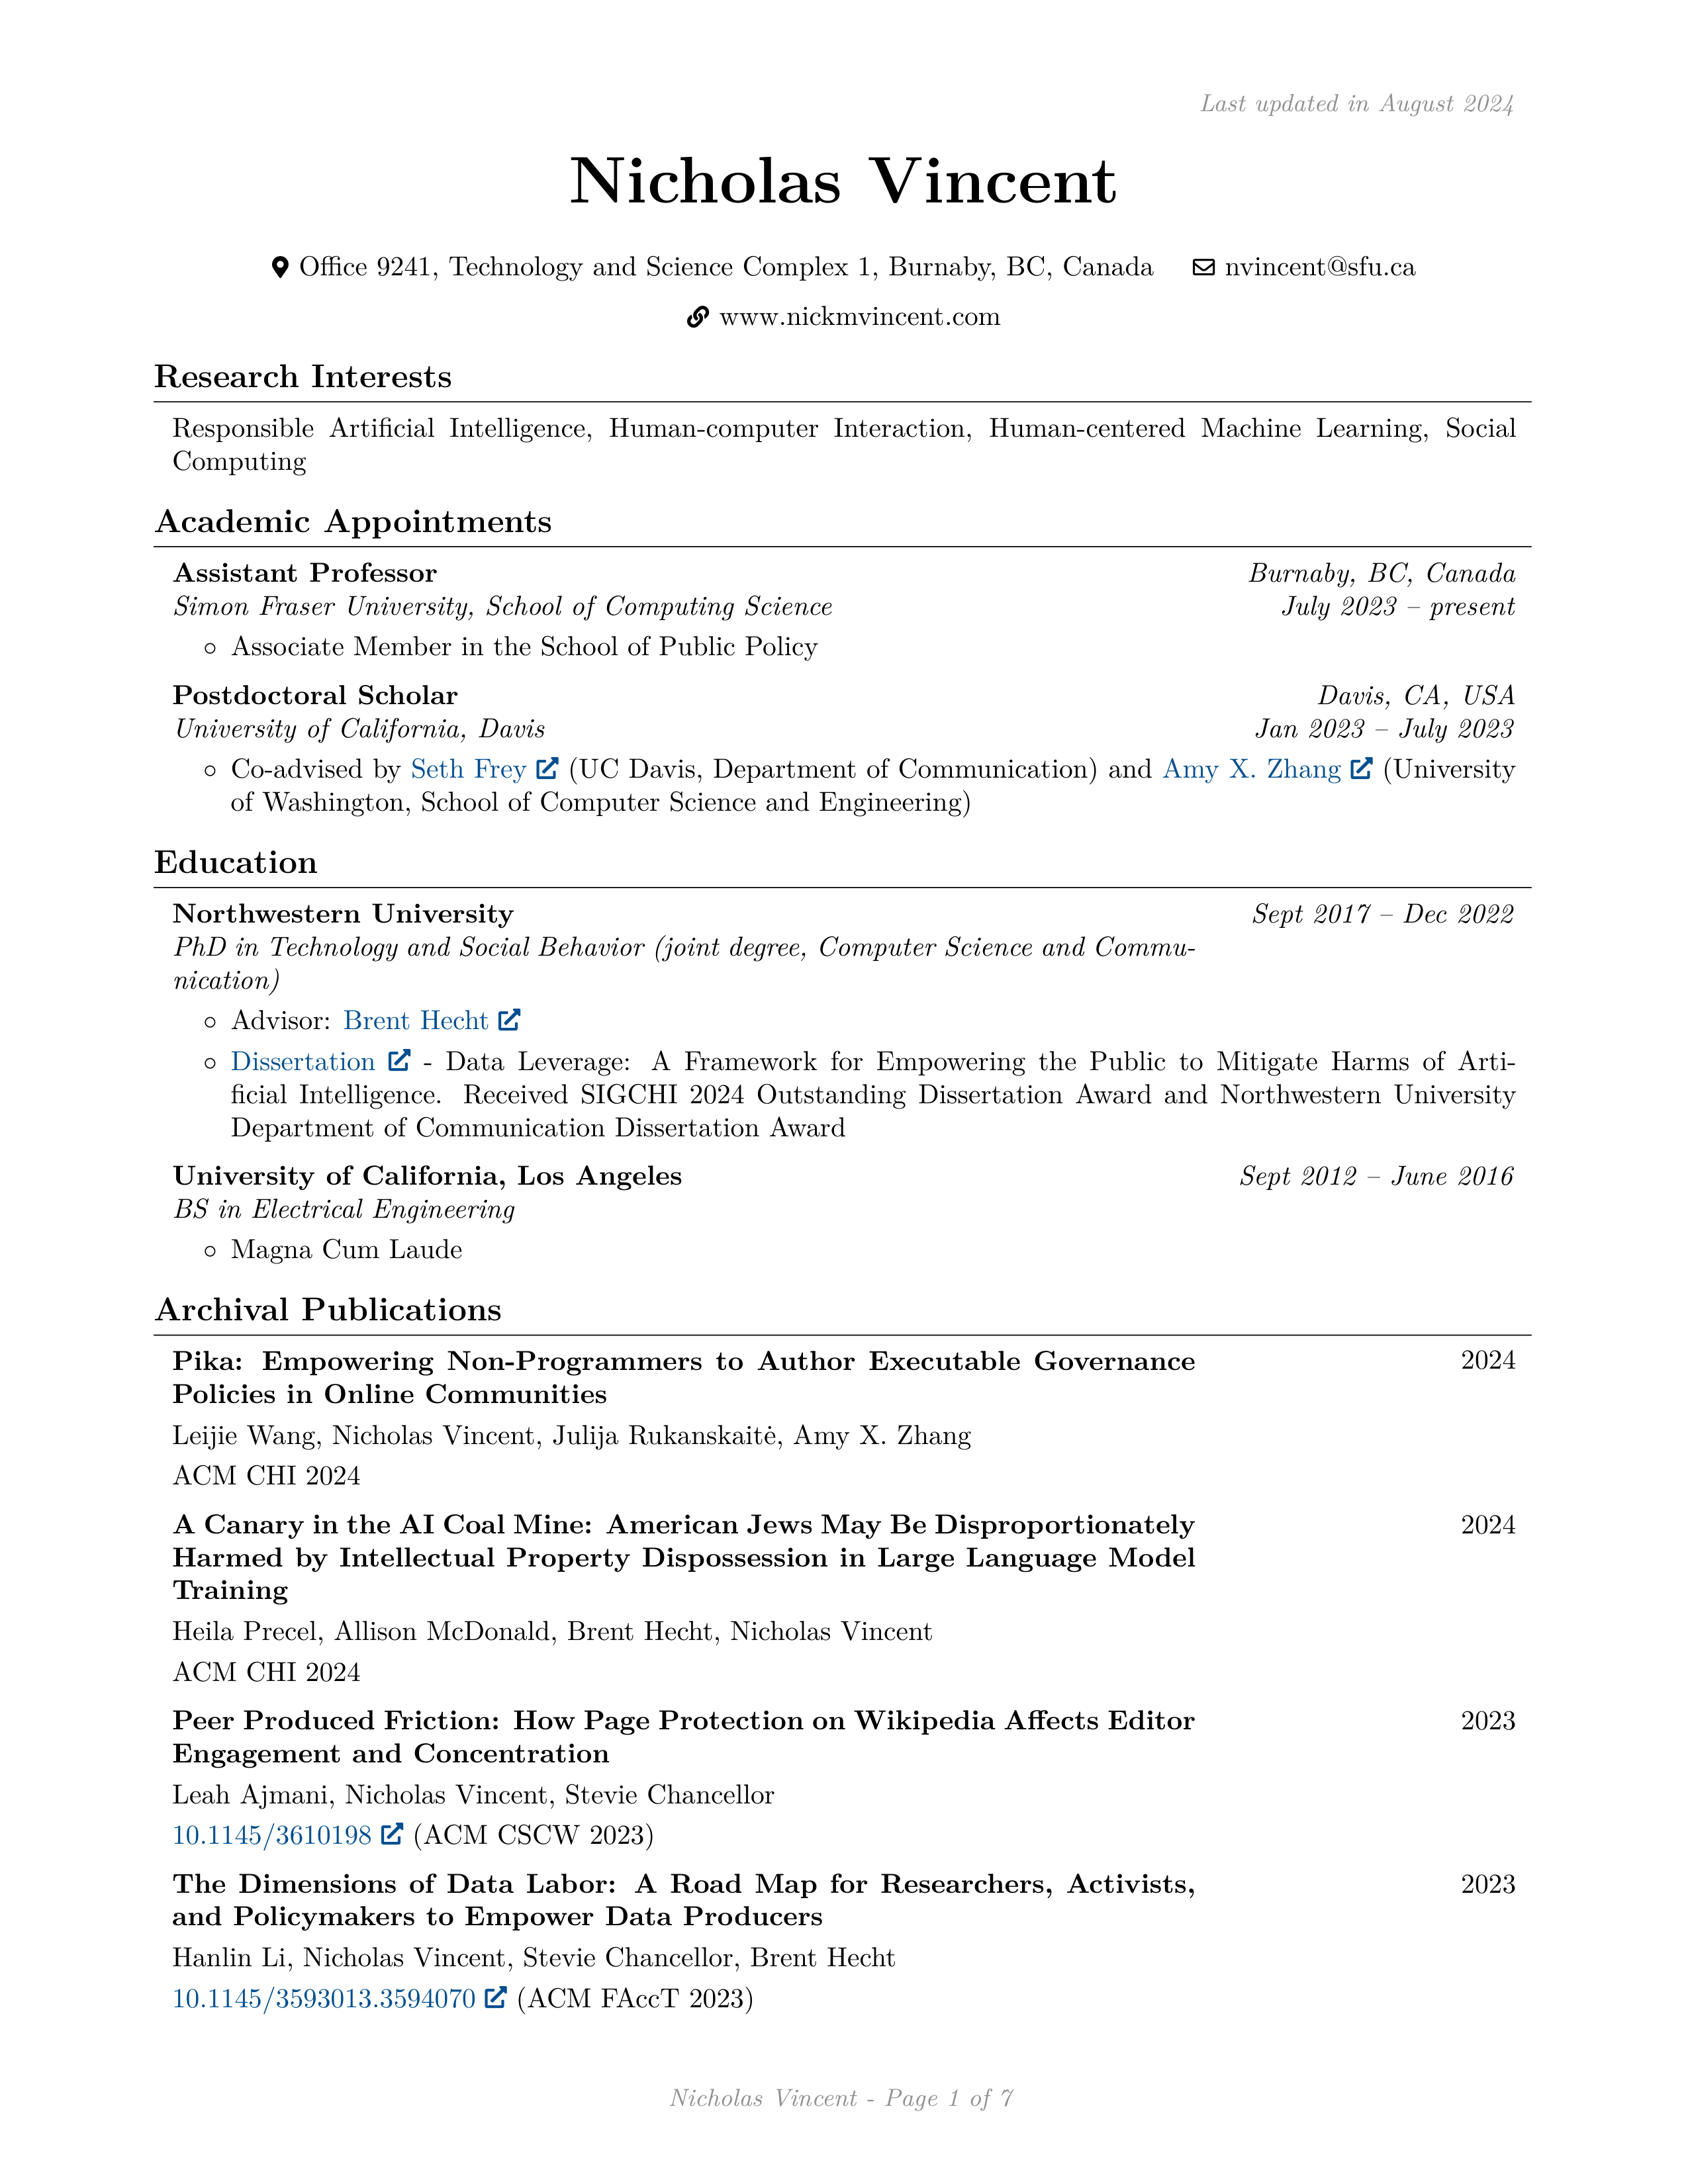 Last updated in August 2024
Nicholas Vincent
Office 9241, Technology and Science Complex 1, Burnaby, BC, Canada nvincent@sfu.ca
www.nickmvincent.com
Research Interests
Responsible Artificial Intelligence, Human-computer Interaction, Human-centered Machine Learning, Social
Computing
Academic Appointments
Assistant Professor Burnaby, BC, Canada
Simon Fraser University, School of Computing Science July 2023 – present
◦ Associate Member in the School of Public Policy
Postdoctoral Scholar Davis, CA, USA
University of California, Davis Jan 2023 – July 2023
◦ Co-advised by Seth Frey (UC Davis, Department of Communication) and Amy X. Zhang (University
of Washington, School of Computer Science and Engineering)
Education
Northwestern University Sept 2017 – Dec 2022
PhD in Technology and Social Behavior (joint degree, Computer Science and Commu-
nication)
◦ Advisor: Brent Hecht
◦ Dissertation - Data Leverage: A Framework for Empowering the Public to Mitigate Harms of Arti-
ficial Intelligence. Received SIGCHI 2024 Outstanding Dissertation Award and Northwestern University
Department of Communication Dissertation Award
University of California, Los Angeles Sept 2012 – June 2016
BS in Electrical Engineering
◦ Magna Cum Laude
Archival Publications
Pika: Empowering Non-Programmers to Author Executable Governance 2024
Policies in Online Communities
Leijie Wang, Nicholas Vincent, Julija Rukanskaitė, Amy X. Zhang
ACM CHI 2024
A Canary in the AI Coal Mine: American Jews May Be Disproportionately 2024
Harmed by Intellectual Property Dispossession in Large Language Model
Training
Heila Precel, Allison McDonald, Brent Hecht, Nicholas Vincent
ACM CHI 2024
Peer Produced Friction: How Page Protection on Wikipedia Affects Editor 2023
Engagement and Concentration
Leah Ajmani, Nicholas Vincent, Stevie Chancellor
10.1145/3610198 (ACM CSCW 2023)
The Dimensions of Data Labor: A Road Map for Researchers, Activists, 2023
and Policymakers to Empower Data Producers
Hanlin Li, Nicholas Vincent, Stevie Chancellor, Brent Hecht
10.1145/3593013.3594070 (ACM FAccT 2023)
Nicholas Vincent - Page 1 of 7